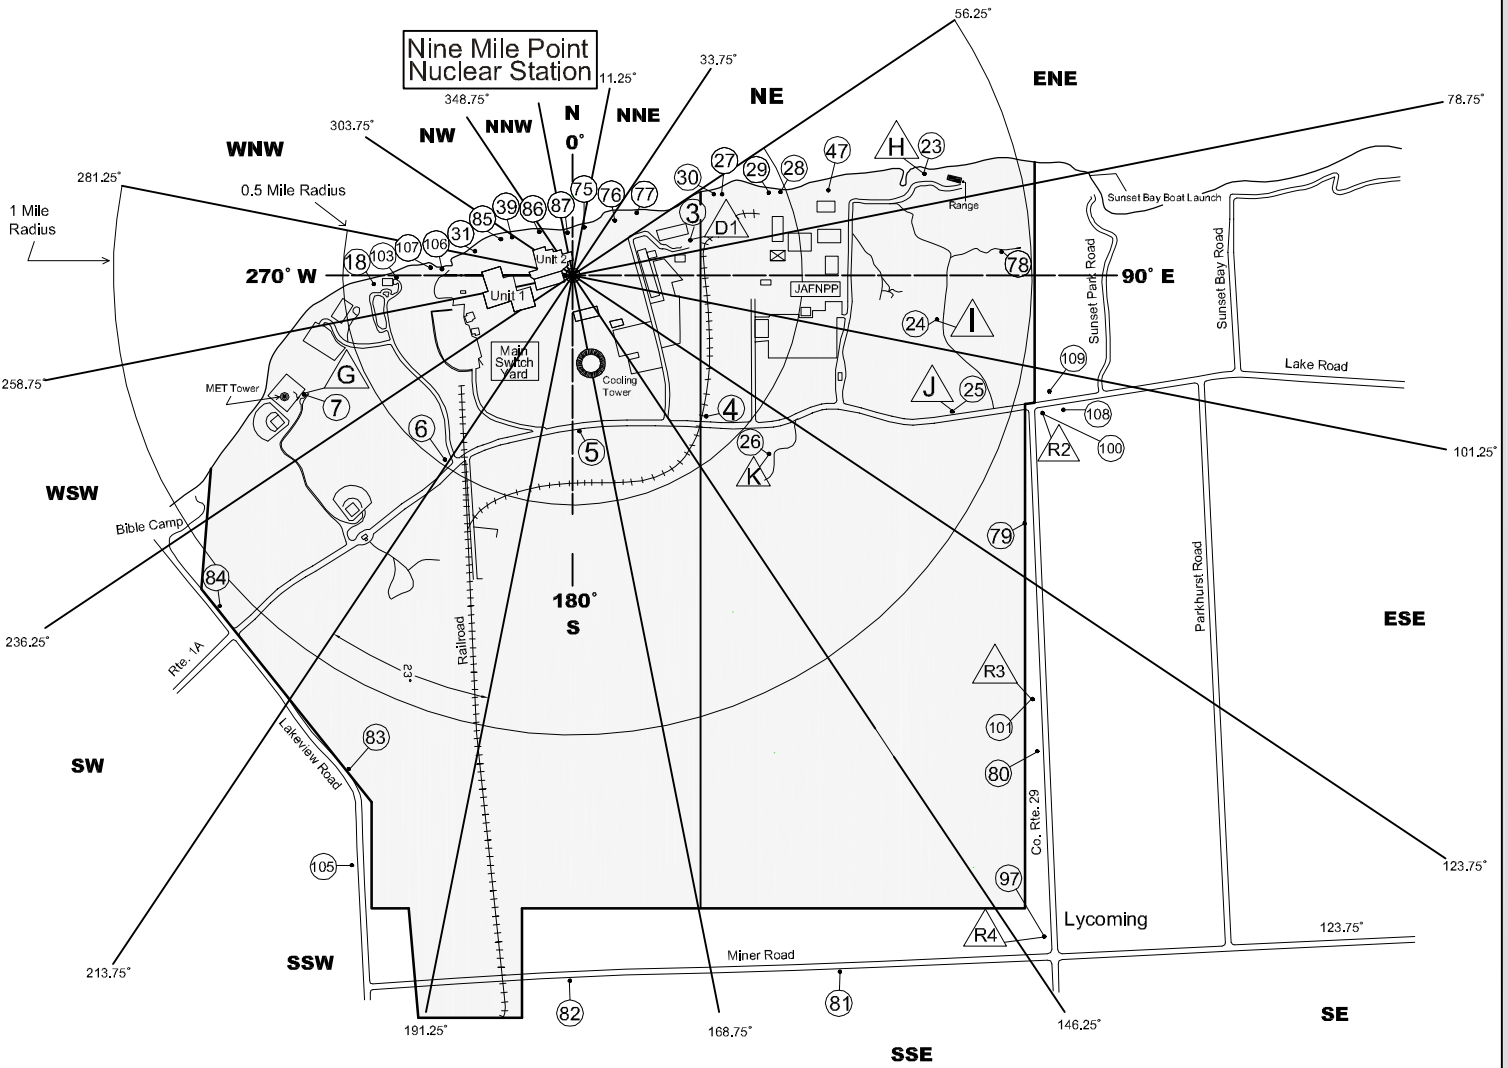 56.25°
Nine Mile Point
Nuclear Station
33.75°
11.25°
ENE
348.75°
NE
78.75°
N
0°
NNE
NNW
NW
303.75°
WNW
H
23
47
281.25°
0.5 Mile Radius
27
30
29
28
75
76
77
Sunset Bay Boat Launch
Range
1 Mile
Radius
87
86
39
85
31
3
D1
106
107
103
18
Unit 2
78
270° W
90° E
JAFNPP
Unit 1
Sunset Park Road
Sunset Bay Road
24
I
Main
Switch
Yard
109
Lake Road
G
258.75°
MET Tower
Cooling
Tower
J
25
7
4
108
6
5
26
R2
100
101.25°
K
WSW
Bible Camp
79
Parkhurst Road
84
180°
S
ESE
236.25°
Railroad
Rte. 1A
23°
R3
101
83
Lakeview Road
SW
80
Co. Rte. 29
105
123.75°
97
Lycoming
R4
123.75°
SSW
Miner Road
213.75°
81
82
SE
191.25°
168.75°
146.25°
SSE